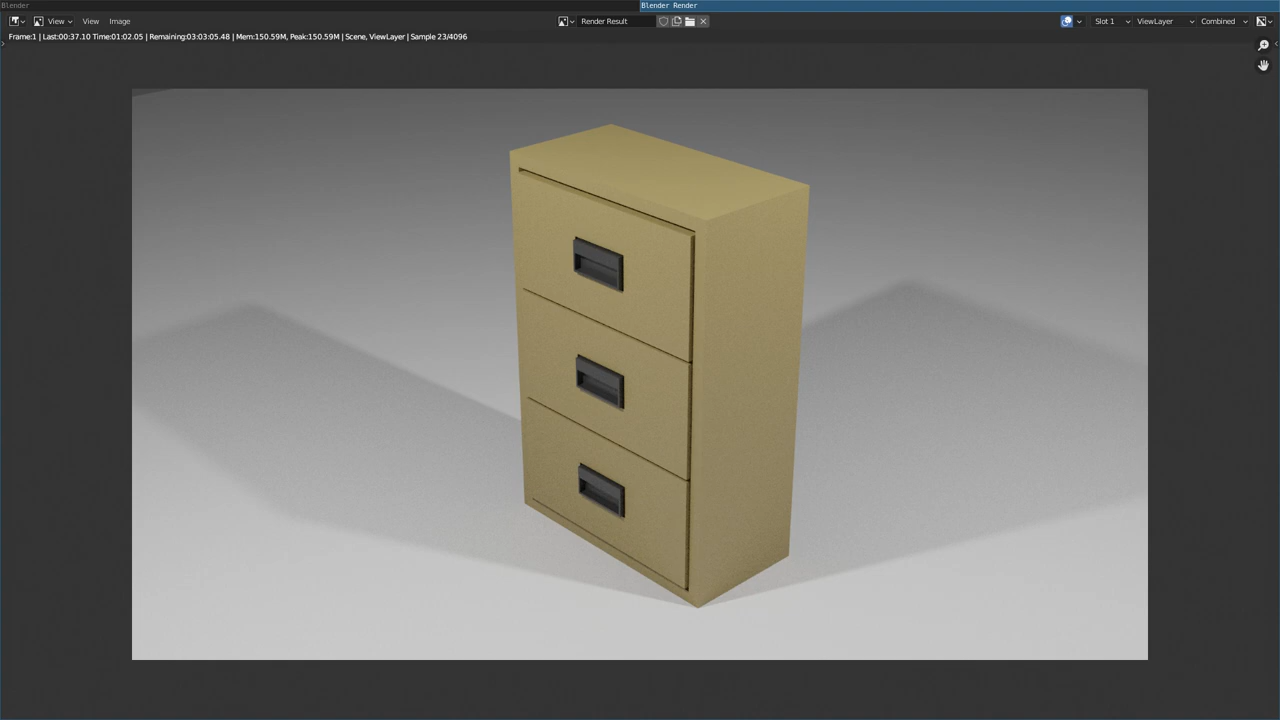 Blender
Blender Render
View View Image Render Result Slot 1 ViewLayer Combined
Frame:1 | Last:00:37.10 Time:01:02.05 | Remaining:03:03:05.48 | Mem:150.59M, Peak:150.59M | Scene, ViewLayer | Sample 23/4096